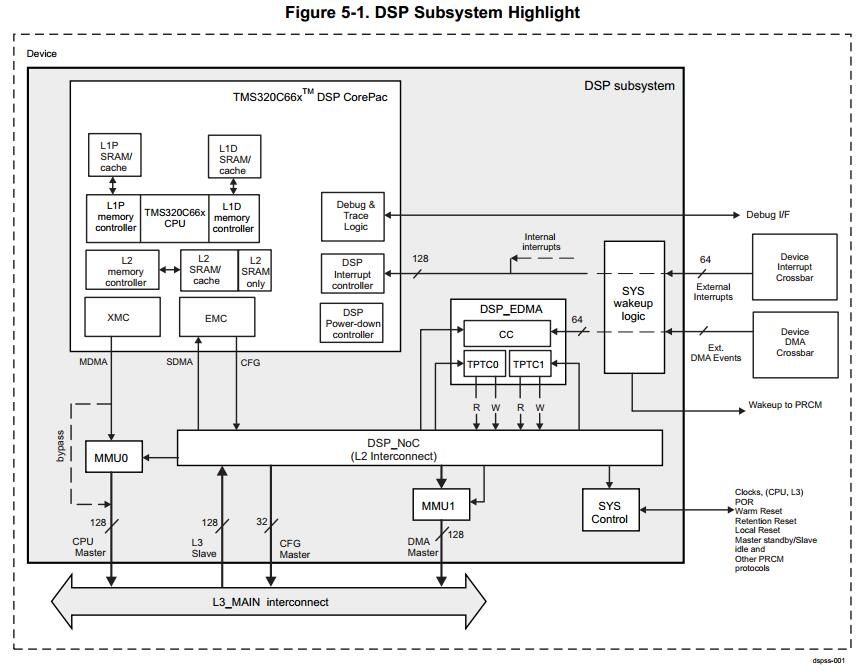 Figure 5-1. DSP Subsystem Highlight
Device
DSP subsystem
TMS320C66x™ DSP CorePac
L1P
SRAM/
cache
L1D
SRAM/
cache
L1P
memory
controller
TMS320C66x
CPU
L1D
memory
controller
L2
memory
controller
L2
SRAM/
cache
L2
SRAM
only
XMC
EMC
Debug &
Trace
Logic
DSP
Interrupt
controller
DSP
Power-down
controller
Debug I/F
Internal
interrupts
128
SYS
wakeup
logic
64
External
Interrupts
Device
Interrupt
Crossbar
DSP_EDMA
CC
64
TPTC0
TPTC1
Ext.
DMA Events
Device
DMA
Crossbar
MDMA
SDMA
CFG
R
W
R
W
Wakeup to PRCM
bypass
MMU0
DSP_NoC
(L2 Interconnect)
MMU1
SYS
Control
Clocks, (CPU, L3)
POR
Warm Reset
Retention Reset
Local Reset
Master standby/Slave
idle and
Other PRCM
protocols
128
CPU
Master
128
L3
Slave
32
CFG
Master
DMA
Master
128
L3_MAIN interconnect
dspss-001